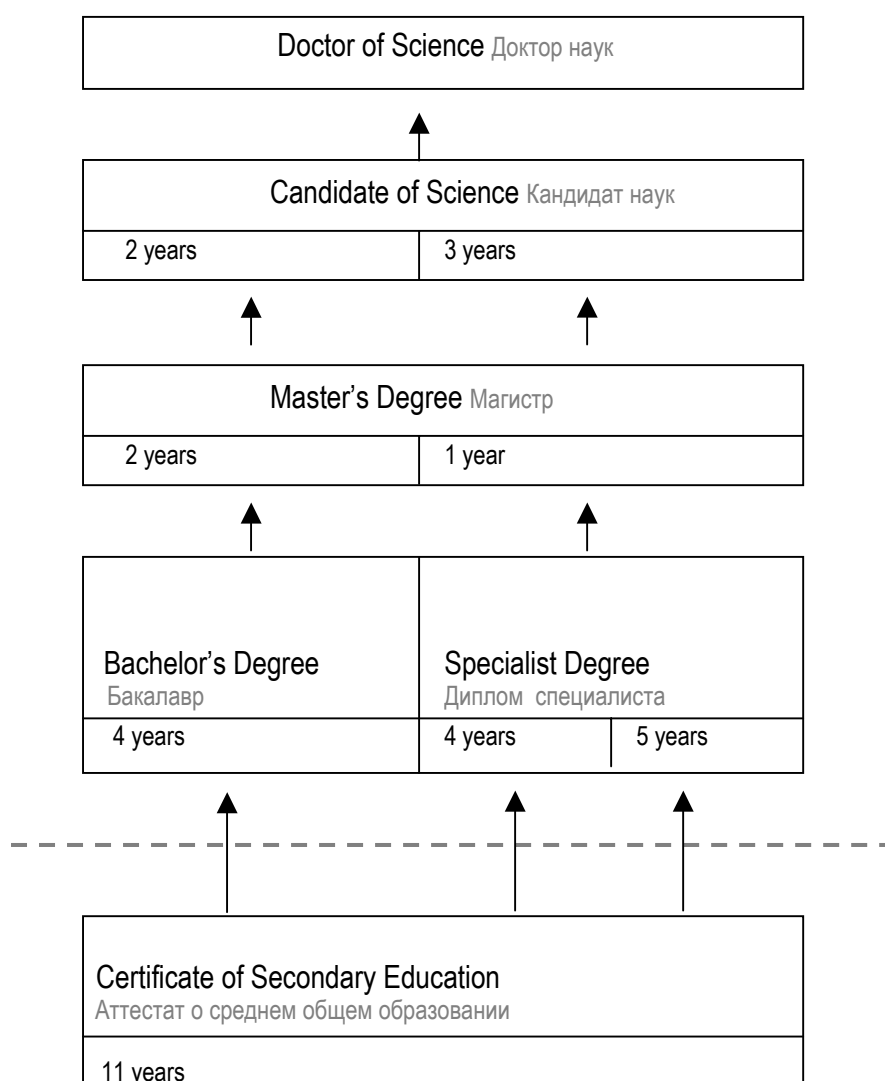 Doctor of Science Доктор наук
Candidate of Science Кандидат наук
2 years 3 years
Master’s Degree Магистр
2 years 1 year
Bachelor’s Degree
Бакалавр
4 years
Specialist Degree
Диплом специалиста
4 years 5 years
Certificate of Secondary Education
Аттестат о среднем общем образовании
11 years